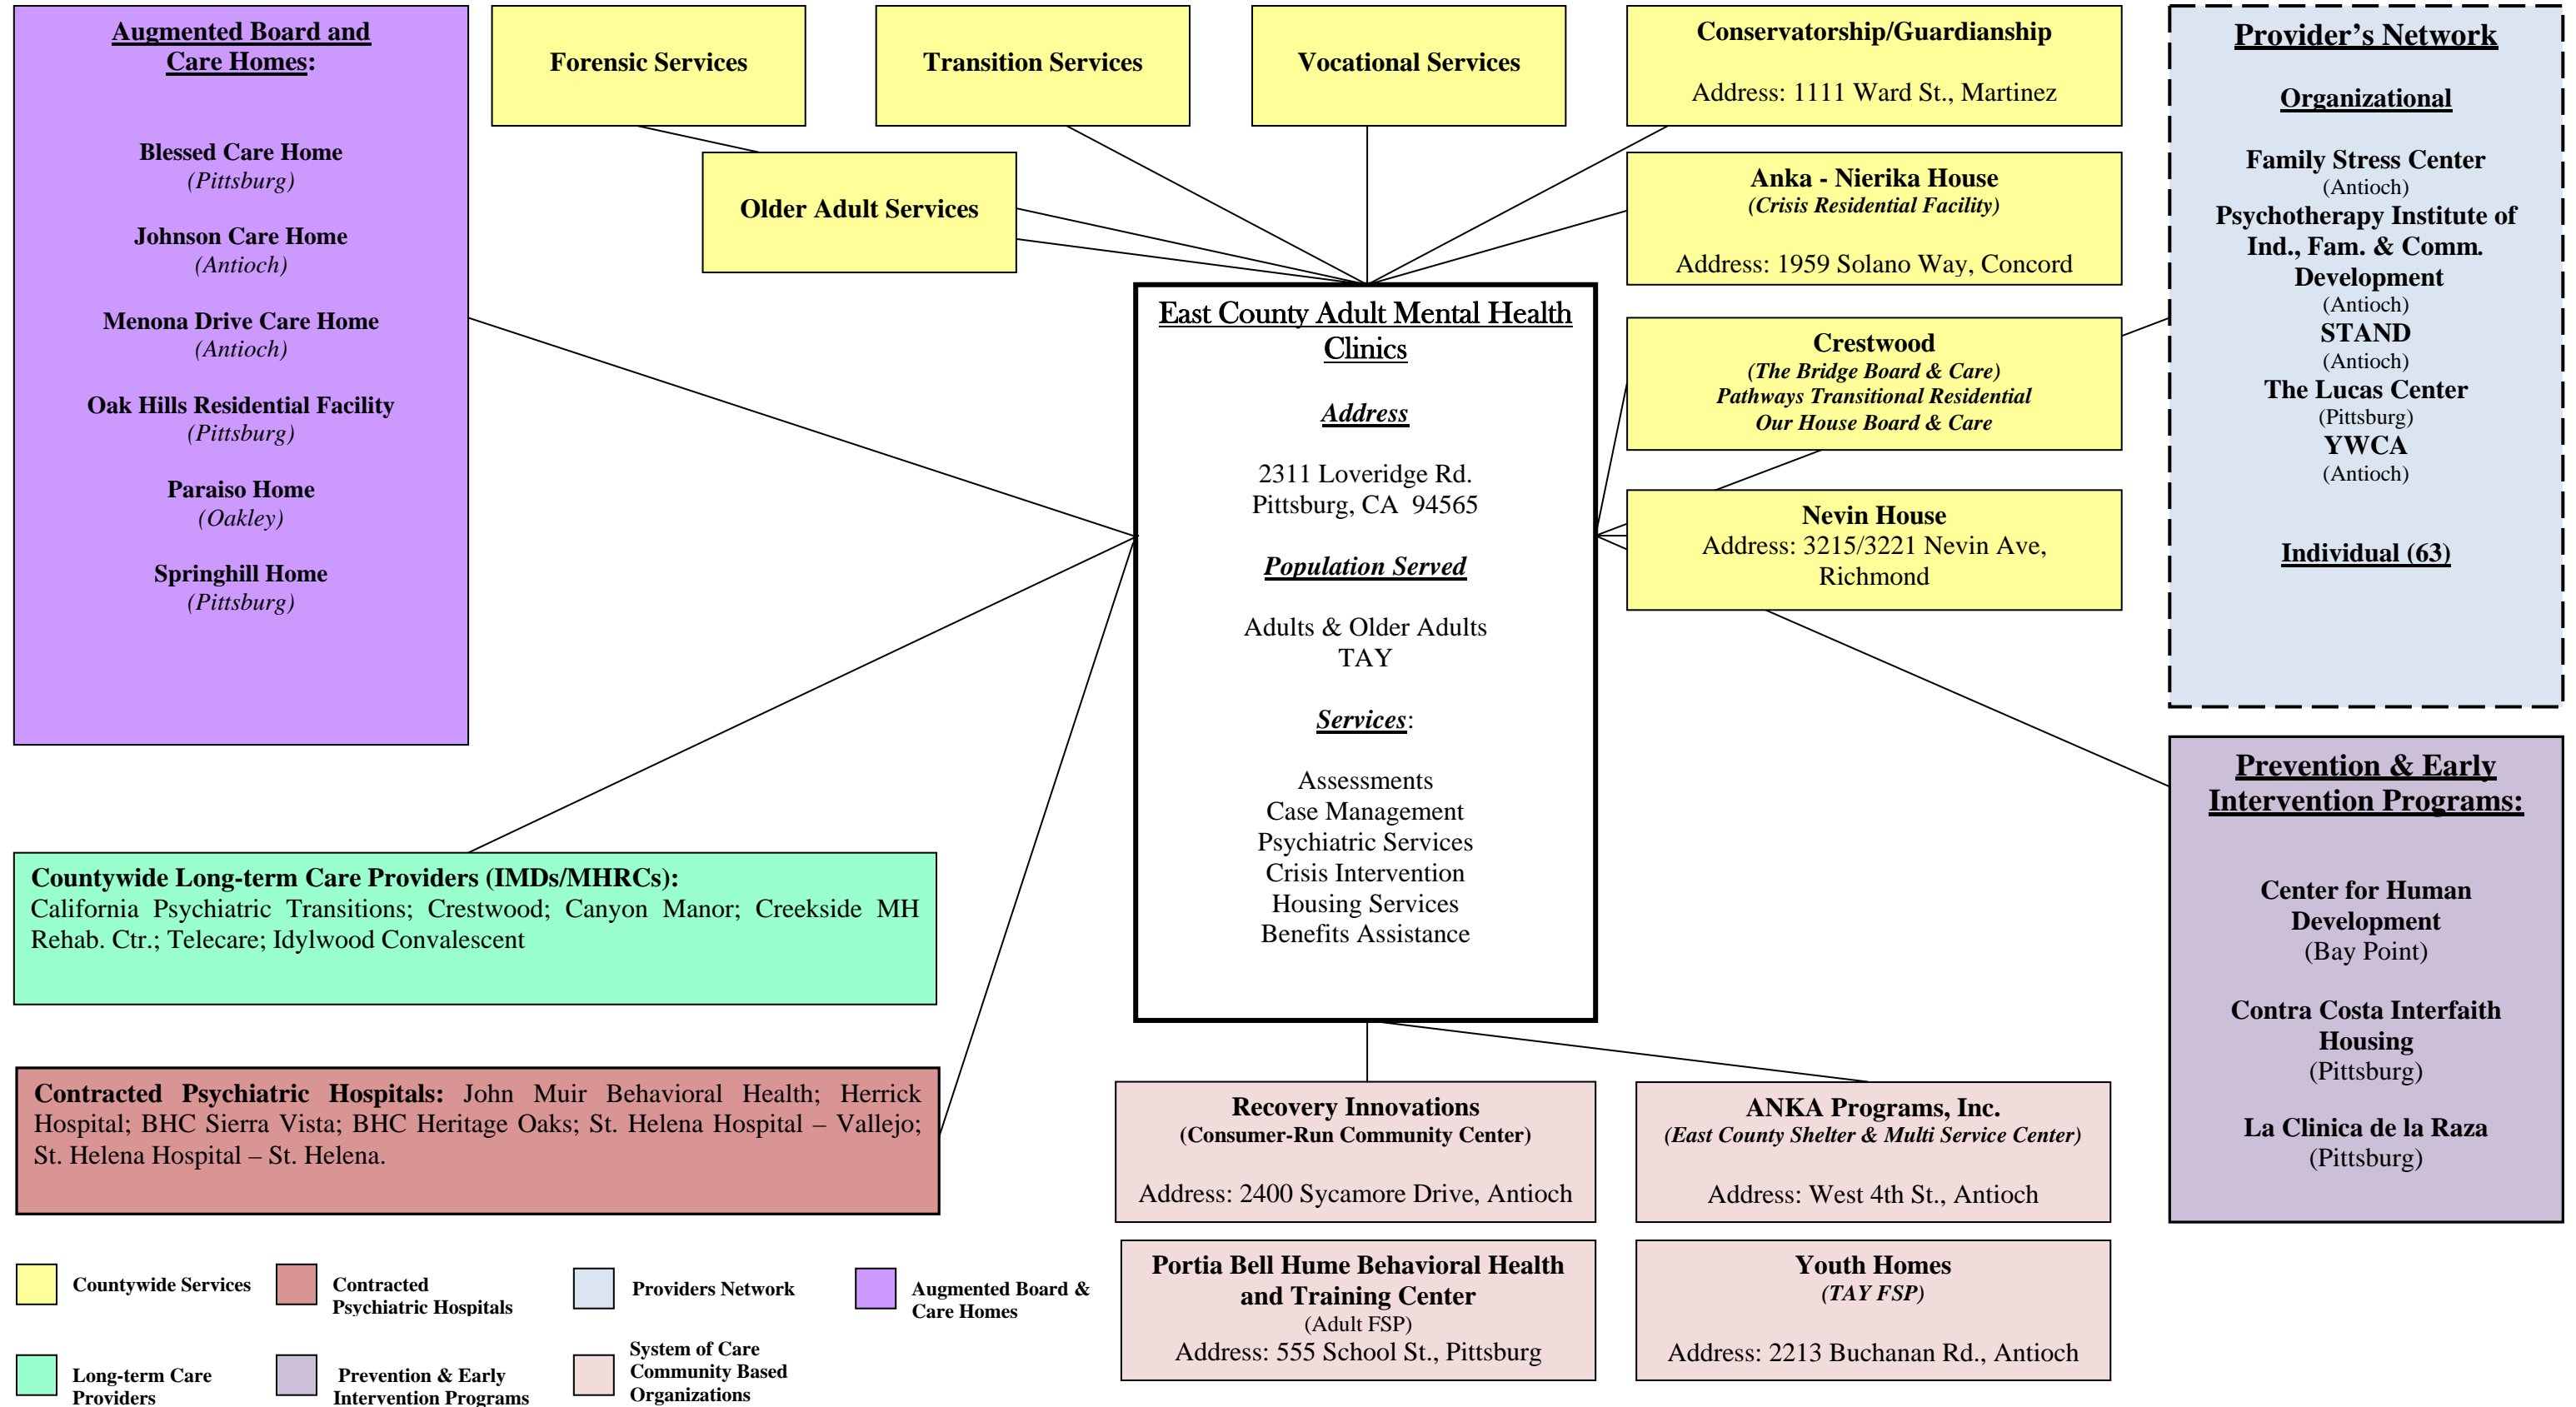 Augmented Board and
Care Homes:
Blessed Care Home
(Pittsburg)
Johnson Care Home
(Antioch)
Menona Drive Care Home
(Antioch)
Oak Hills Residential Facility
(Pittsburg)
Paraiso Home
(Oakley)
Springhill Home
(Pittsburg)
Forensic Services
Transition Services
Vocational Services
Older Adult Services
Conservatorship/Guardianship
Address: 1111 Ward St., Martinez
Anka - Nierika House
(Crisis Residential Facility)
Address: 1959 Solano Way, Concord
Crestwood
(The Bridge Board & Care)
Pathways Transitional Residential
Our House Board & Care
Nevin House
Address: 3215/3221 Nevin Ave,
Richmond
Provider's Network
Organizational
Family Stress Center
(Antioch)
Psychotherapy Institute of
Ind., Fam. & Comm.
Development
(Antioch)
STAND
(Antioch)
The Lucas Center
(Pittsburg)
YWCA
(Antioch)
Individual (63)
East County Adult Mental Health
Clinics
Address
2311 Loveridge Rd.
Pittsburg, CA 94565
Population Served
Adults & Older Adults
TAY
Services:
Assessments
Case Management
Psychiatric Services
Crisis Intervention
Housing Services
Benefits Assistance
Prevention & Early
Intervention Programs:
Center for Human
Development
(Bay Point)
Contra Costa Interfaith
Housing
(Pittsburg)
La Clinica de la Raza
(Pittsburg)
Countywide Long-term Care Providers (IMDs/MHRCs):
California Psychiatric Transitions; Crestwood; Canyon Manor; Creekside MH
Rehab. Ctr.; Telecare; Idylwood Convalescent
Contracted Psychiatric Hospitals: John Muir Behavioral Health; Herrick
Hospital; BHC Sierra Vista; BHC Heritage Oaks; St. Helena Hospital – Vallejo;
St. Helena Hospital – St. Helena.
Recovery Innovations
(Consumer-Run Community Center)
Address: 2400 Sycamore Drive, Antioch
ANKA Programs, Inc.
(East County Shelter & Multi Service Center)
Address: West 4th St., Antioch
Portia Bell Hume Behavioral Health
and Training Center
(Adult FSP)
Address: 555 School St., Pittsburg
Youth Homes
(TAY FSP)
Address: 2213 Buchanan Rd., Antioch
Countywide Services
Contracted
Psychiatric Hospitals
Providers Network
Augmented Board &
Care Homes
Long-term Care
Providers
Prevention & Early
Intervention Programs
System of Care
Community Based
Organizations